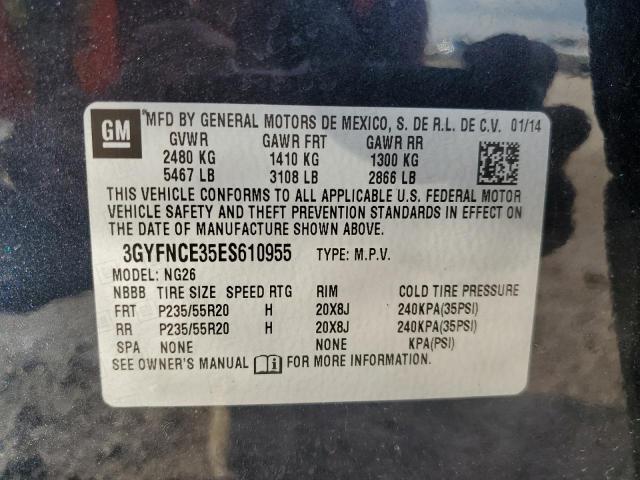 GM MFD BY GENERAL MOTORS DE MEXICO, S. DE R.L. DE C.V. 01/14
GVWR GAWR FRT GAWR RR
2480 KG 1410 KG 1300 KG
5467 LB 3108 LB 2866 LB
THIS VEHICLE CONFORMS TO ALL APPLICABLE U.S. FEDERAL MOTOR
VEHICLE SAFETY AND THEFT PREVENTION STANDARDS IN EFFECT ON
THE DATE OF MANUFACTURE SHOWN ABOVE.
3GYFNCE35ES610955 TYPE: M.P.V.
MODEL: NG26
NBBB TIRE SIZE SPEED RTG RIM COLD TIRE PRESSURE
FRT P235/55R20 H 20X8J 240KPA(35PSI)
RR P235/55R20 H 20X8J 240KPA(35PSI)
SPA NONE NONE KPA(PSI)
SEE OWNER'S MANUAL FOR MORE INFORMATION.